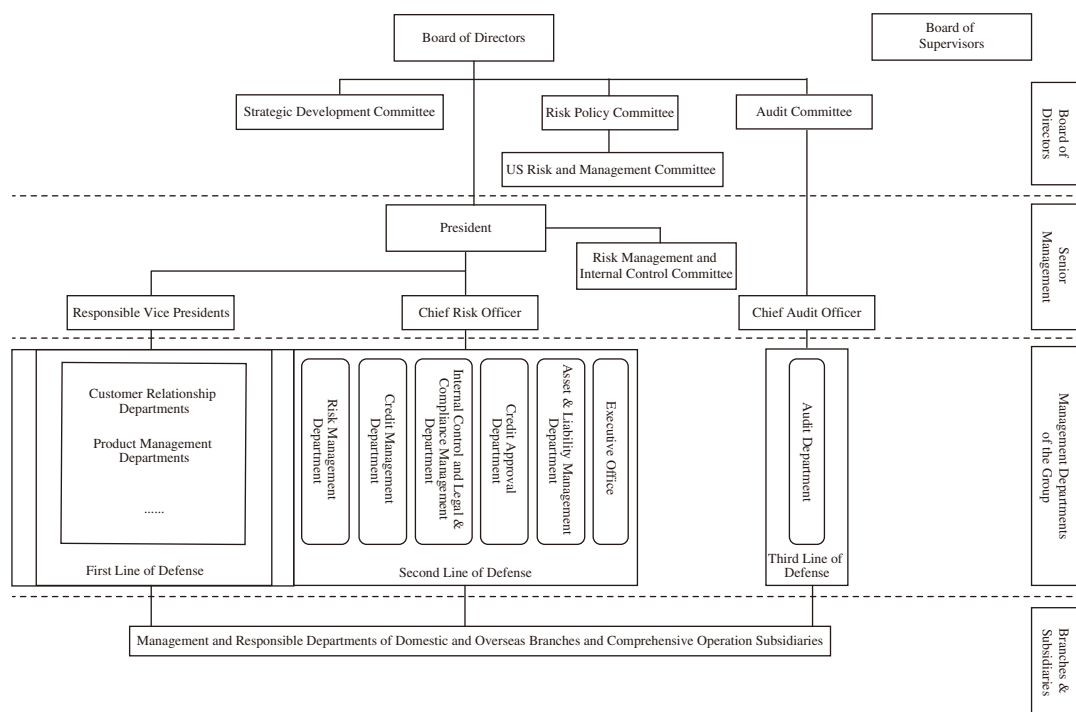 Board of Directors
Board of
Supervisors
Strategic Development Committee
Risk Policy Committee
Audit Committee
US Risk and Management Committee
Board of
Directors
President
Risk Management and
Internal Control Committee
Senior
Management
Responsible Vice Presidents
Chief Risk Officer
Chief Audit Officer
Customer Relationship
Departments
Product Management
Departments
......
First Line of Defense
Risk Management
Department
Credit Management
Department
Internal Control and Legal &
Compliance Management
Department
Credit Approval
Department
Asset & Liability Management
Department
Executive Office
Second Line of Defense
Audit Department
Third Line of
Defense
Management Departments
of the Group
Management and Responsible Departments of Domestic and Overseas Branches and Comprehensive Operation Subsidiaries
Branches &
Subsidiaries